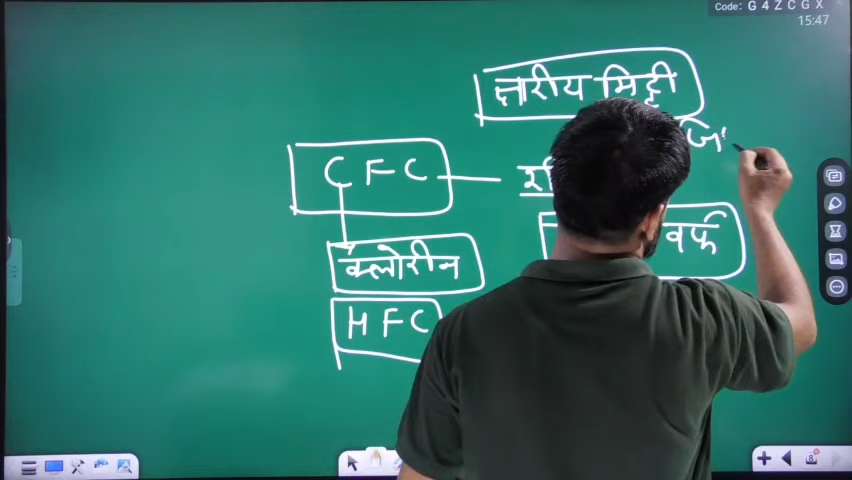 Code: G 4 Z C G X
15:47
क्षारीय मिट्टी
जि
CFC
वर्फ
क्लोरीन
HFC